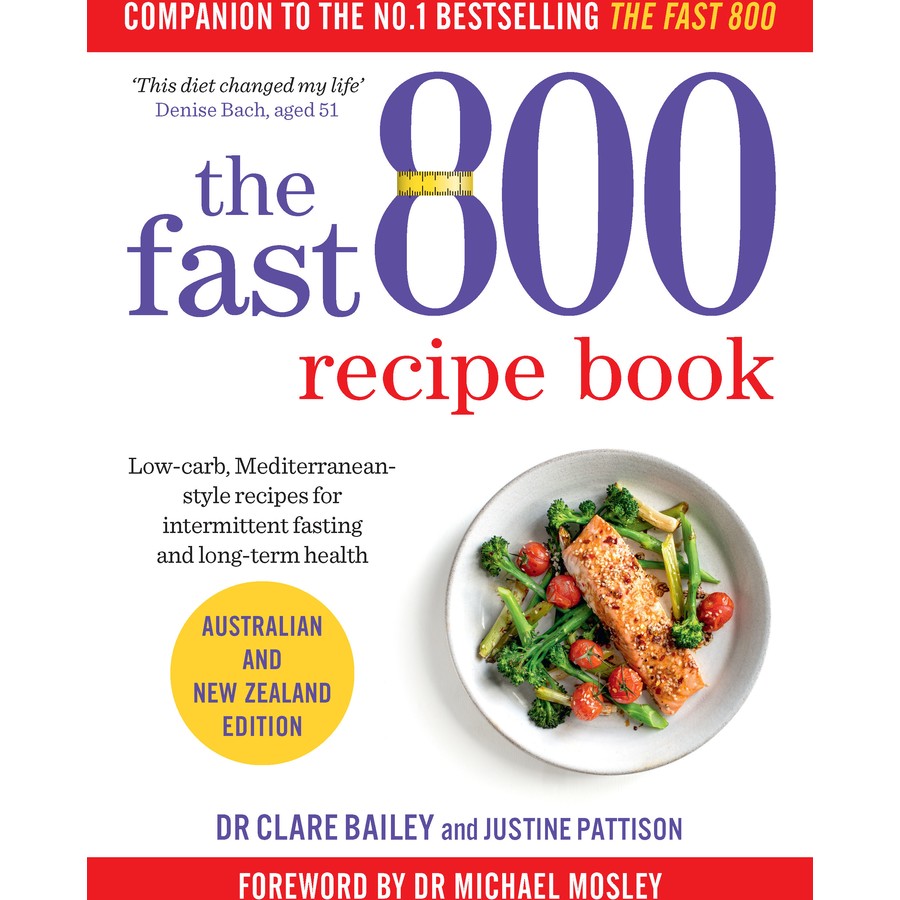 COMPANION TO THE NO.1 BESTSELLING THE FAST 800
‘This diet changed my life’
Denise Bach, aged 51
the
fast 800
recipe book
Low-carb, Mediterranean-
style recipes for
intermittent fasting
and long-term health
AUSTRALIAN
AND
NEW ZEALAND
EDITION
DR CLARE BAILEY and JUSTINE PATTISON
FOREWORD BY DR MICHAEL MOSLEY